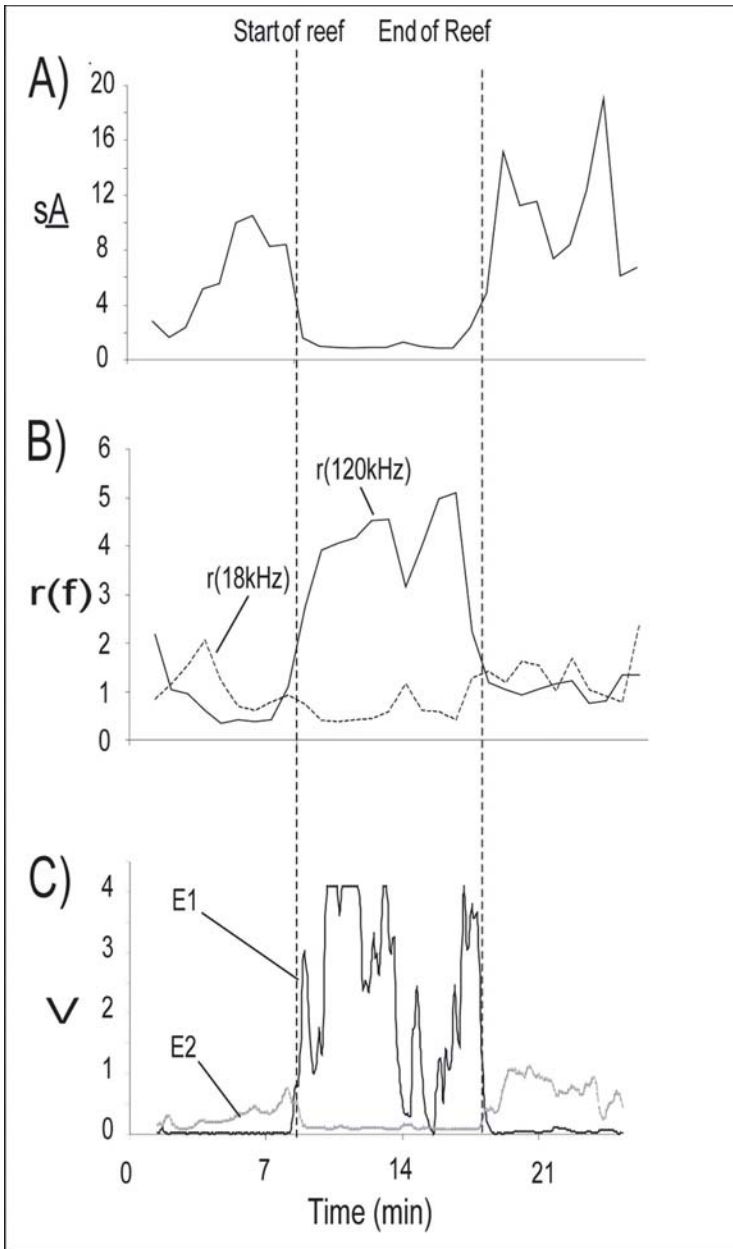 Start of reef End of Reef
A)
20
16
12
sA
8
4
0
B)
6
r(120kHz)
5
4
r(18kHz)
3
r(f)
2
1
0
C)
4
E1
3
V
2
E2
1
0
0 7 14 21
Time (min)